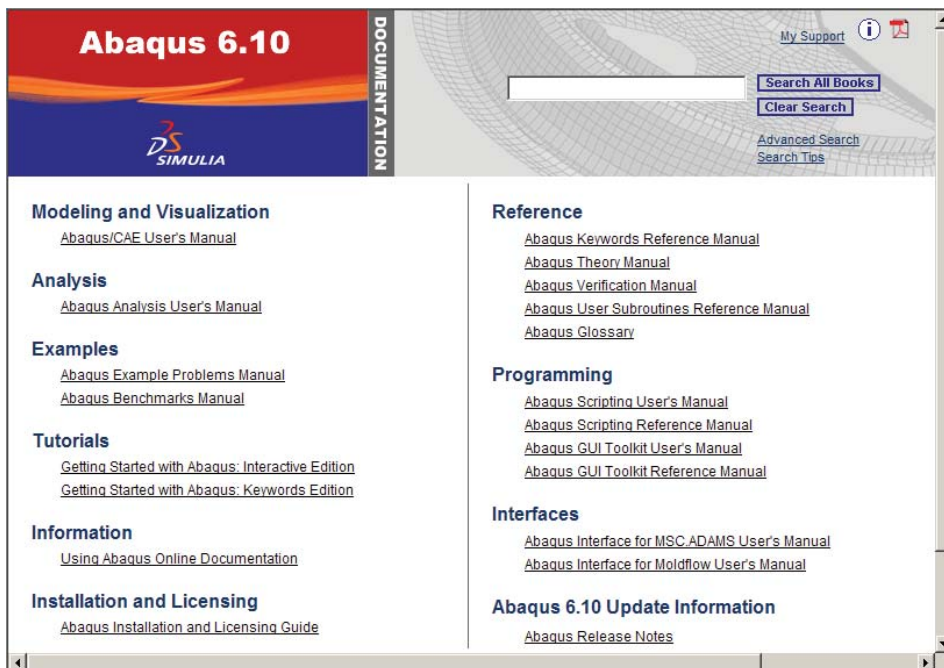 Abaqus 6.10
DS
SIMULIA
DOCUMENTATION
My Support
i
Search All Books
Clear Search
Advanced Search
Search Tips
Modeling and Visualization
Abaqus/CAE User's Manual
Analysis
Abaqus Analysis User's Manual
Examples
Abaqus Example Problems Manual
Abaqus Benchmarks Manual
Tutorials
Getting Started with Abaqus: Interactive Edition
Getting Started with Abaqus: Keywords Edition
Information
Using Abaqus Online Documentation
Installation and Licensing
Abaqus Installation and Licensing Guide
Reference
Abaqus Keywords Reference Manual
Abaqus Theory Manual
Abaqus Verification Manual
Abaqus User Subroutines Reference Manual
Abaqus Glossary
Programming
Abaqus Scripting User's Manual
Abaqus Scripting Reference Manual
Abaqus GUI Toolkit User's Manual
Abaqus GUI Toolkit Reference Manual
Interfaces
Abaqus Interface for MSC.ADAMS User's Manual
Abaqus Interface for Moldflow User's Manual
Abaqus 6.10 Update Information
Abaqus Release Notes